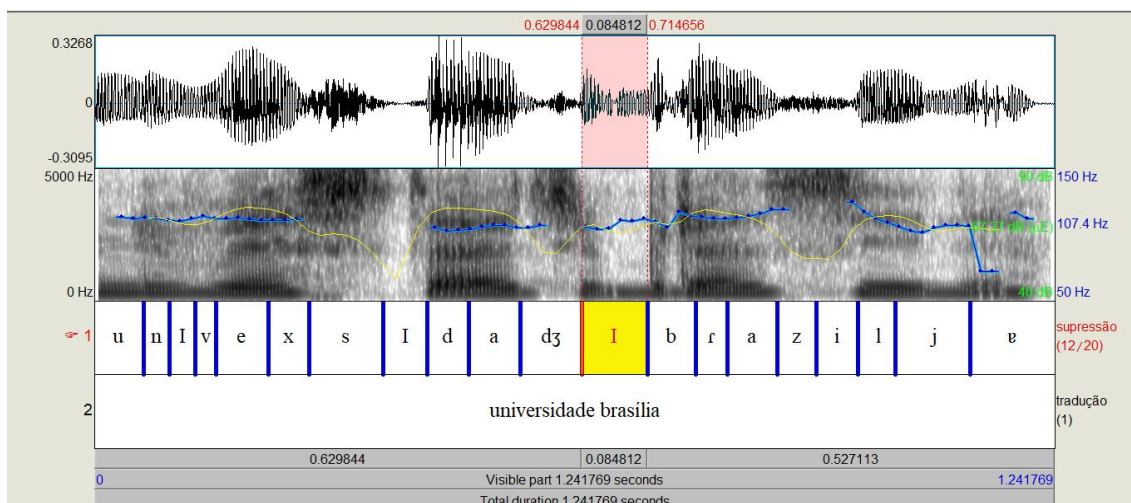 0.629844 0.084812 0.714656
0.3268
0
-0.3095
5000 Hz 90 dB 150 Hz
107.4 Hz
0 Hz 40 dB 50 Hz
☞ 1 u n I v e x s I d a dʒ I b ɾ a z i l j ɐ supressão
(12/20)
2 universidade brasília tradução
(1)
0.629844 0.084812 0.527113
0 Visible part 1.241769 seconds 1.241769
Total duration 1.241769 seconds